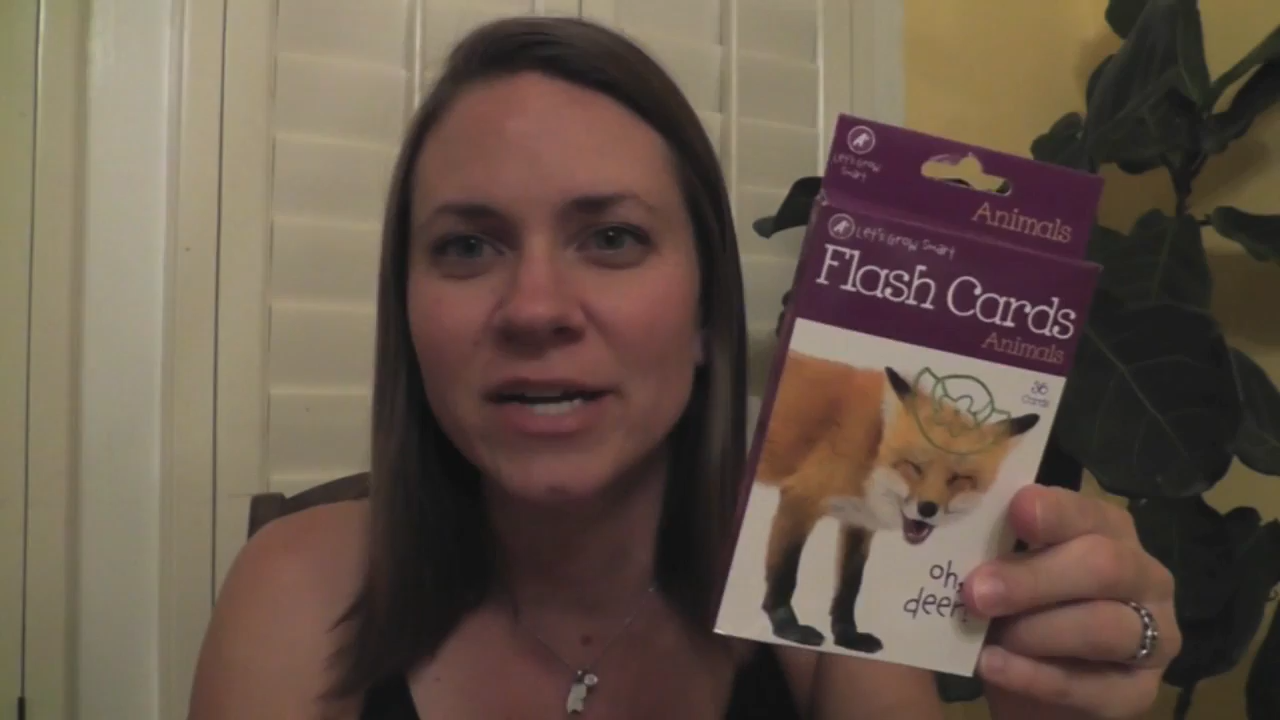 Let's Grow
Smart
Animals
Let's Grow Smart
Flash Cards
Animals
36
Cards
oh,
deer!